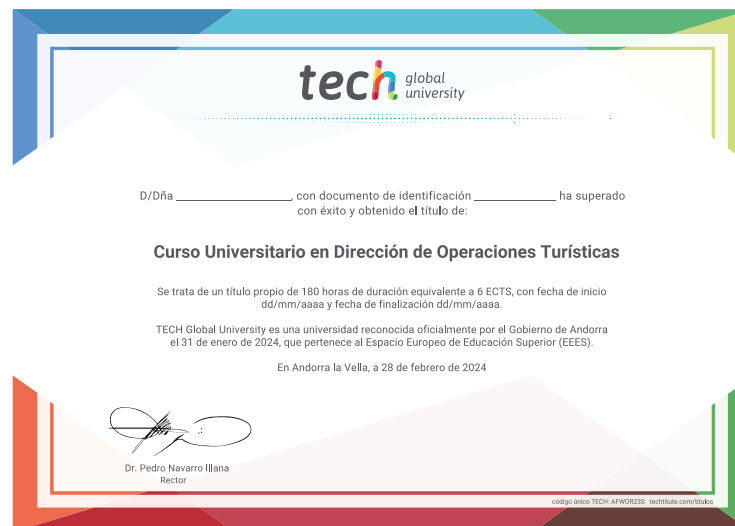 tech global university
D/Dña ____________, con documento de identificación ____________ ha superado
con éxito y obtenido el título de:
Curso Universitario en Dirección de Operaciones Turísticas
Se trata de un título propio de 180 horas de duración equivalente a 6 ECTS, con fecha de inicio
dd/mm/aaaa y fecha de finalización dd/mm/aaaa.
TECH Global University es una universidad reconocida oficialmente por el Gobierno de Andorra
el 31 de enero de 2024, que pertenece al Espacio Europeo de Educación Superior (EEES).
En Andorra la Vella, a 28 de febrero de 2024
Dr. Pedro Navarro Illana
Rector
código único TECH: AFWOR23S techtitute.com/titulos